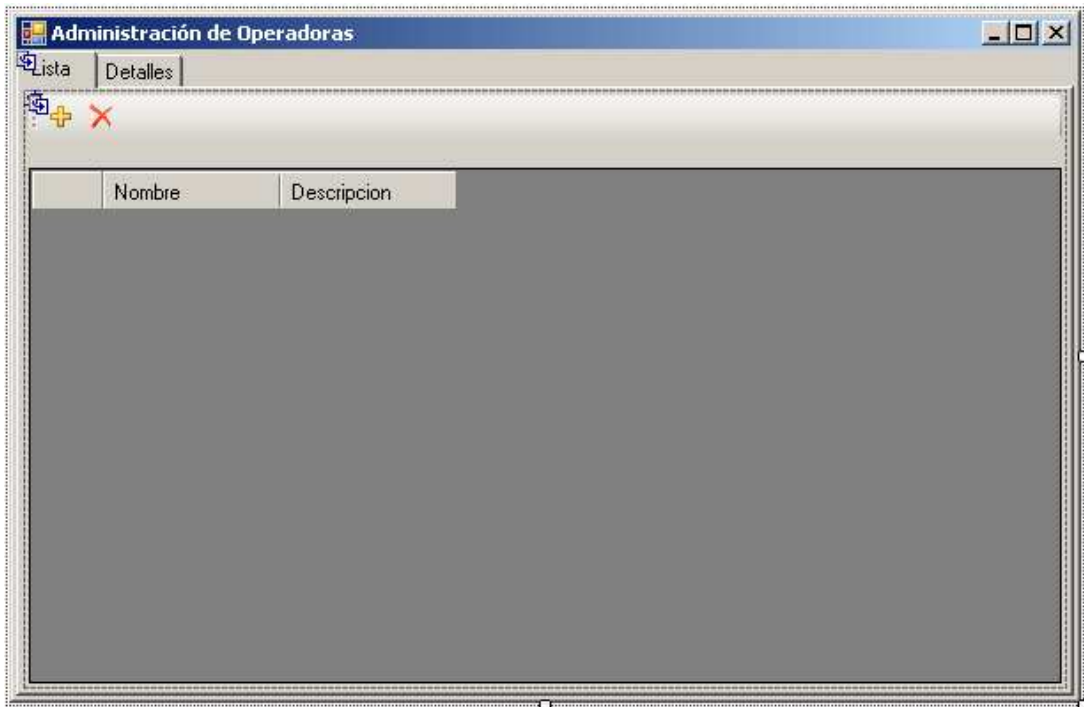 Administración de Operadoras
Lista Detalles
Nombre Descripcion